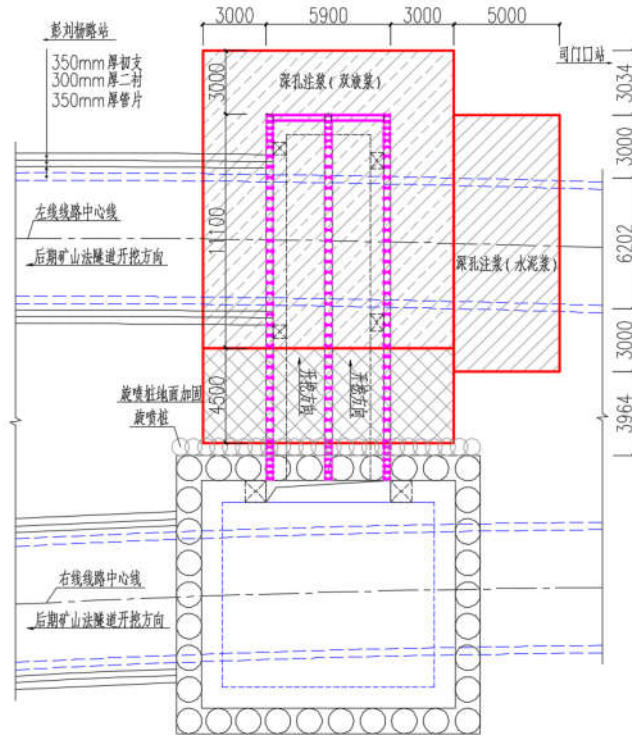 3000 5900 3000 5000
彭刘杨路站
司门口站
350mm厚初支
300mm厚二衬
350mm厚管片
深孔注浆(双液浆)
3000
3034
3000
左线线路中心线
后期矿山法隧道开挖方向
11100
6202
深孔注浆(水泥浆)
3000
开挖方向
开挖方向
4500
3964
旋喷桩地面加固
旋喷桩
右线线路中心线
后期矿山法隧道开挖方向